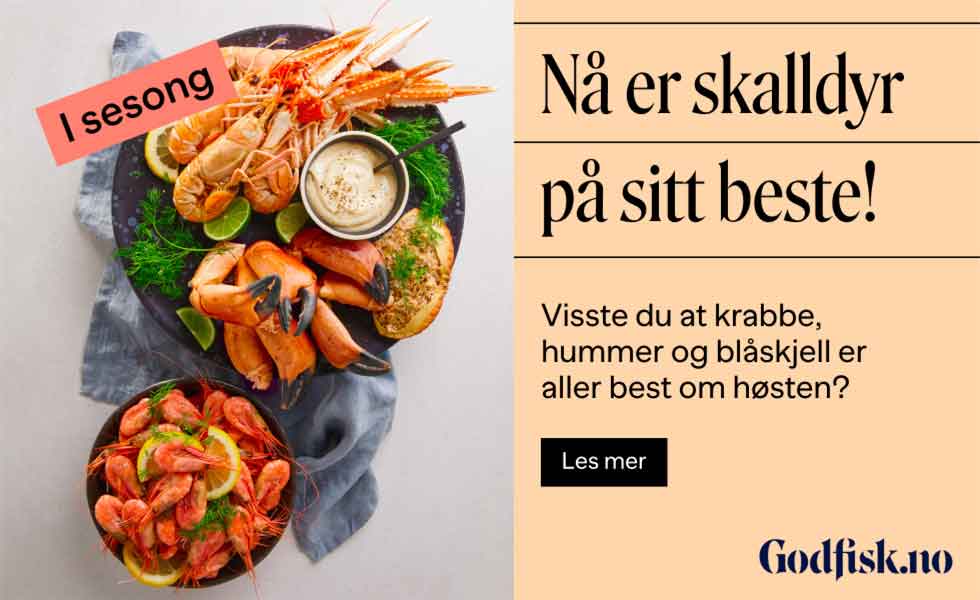 I sesong
Nå er skalldyr
på sitt beste!
Visste du at krabbe,
hummer og blåskjell er
aller best om høsten?
Les mer
Godfisk.no